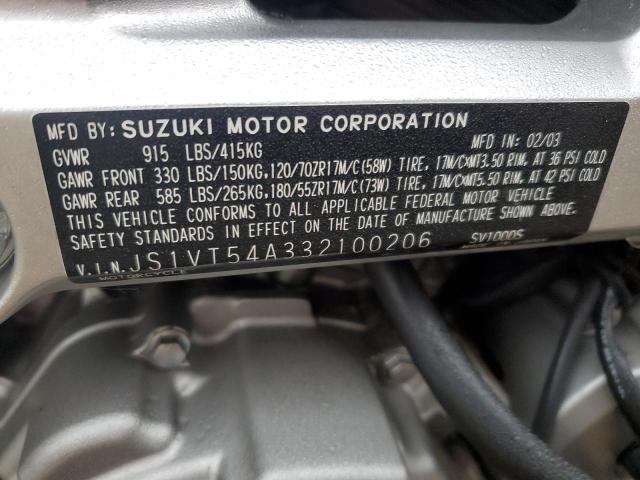 MFD BY: SUZUKI MOTOR CORPORATION
GVWR 915 LBS/415KG MFD IN: 02/03
GAWR FRONT 330 LBS/150KG, 120/70ZR17M/C(58W) TIRE, 17M/CXMT3.50 RIM, AT 36 PSI COLD
GAWR REAR 585 LBS/265KG, 180/55ZR17M/C(73W) TIRE, 17M/CXMT5.50 RIM, AT 42 PSI COLD
THIS VEHICLE CONFORMS TO ALL APPLICABLE FEDERAL MOTOR VEHICLE
SAFETY STANDARDS IN EFFECT ON THE DATE OF MANUFACTURE SHOWN ABOVE.
V.I.N. JS1VT54A332100206 SV1000S
MOTORCYCLE